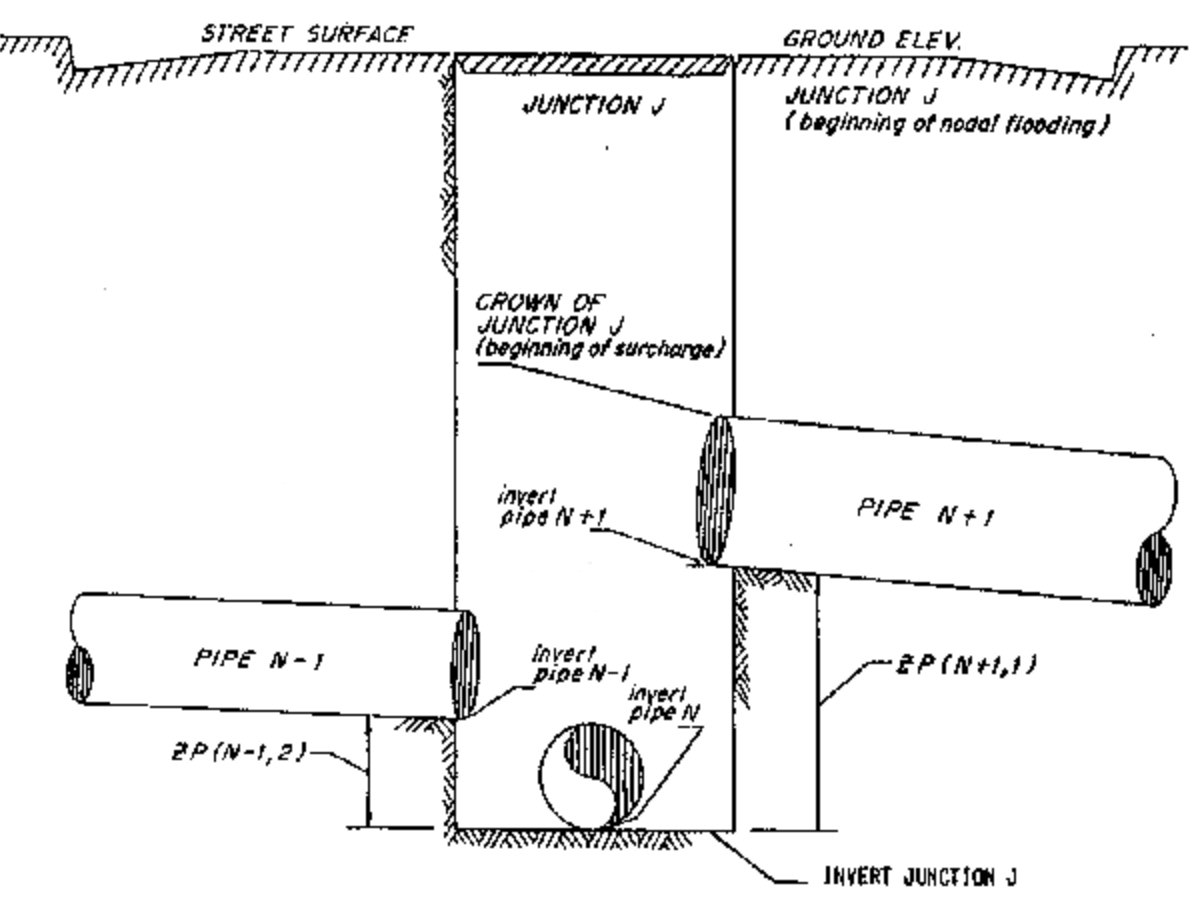 STREET SURFACE
GROUND ELEV.
JUNCTION J
JUNCTION J
(beginning of nodal flooding)
CROWN OF
JUNCTION J
(beginning of surcharge)
invert
pipe N+1
PIPE N+1
PIPE N-1
invert
pipe N-1
invert
pipe N
ZP(N+1,1)
ZP(N-1,2)
INVERT JUNCTION J